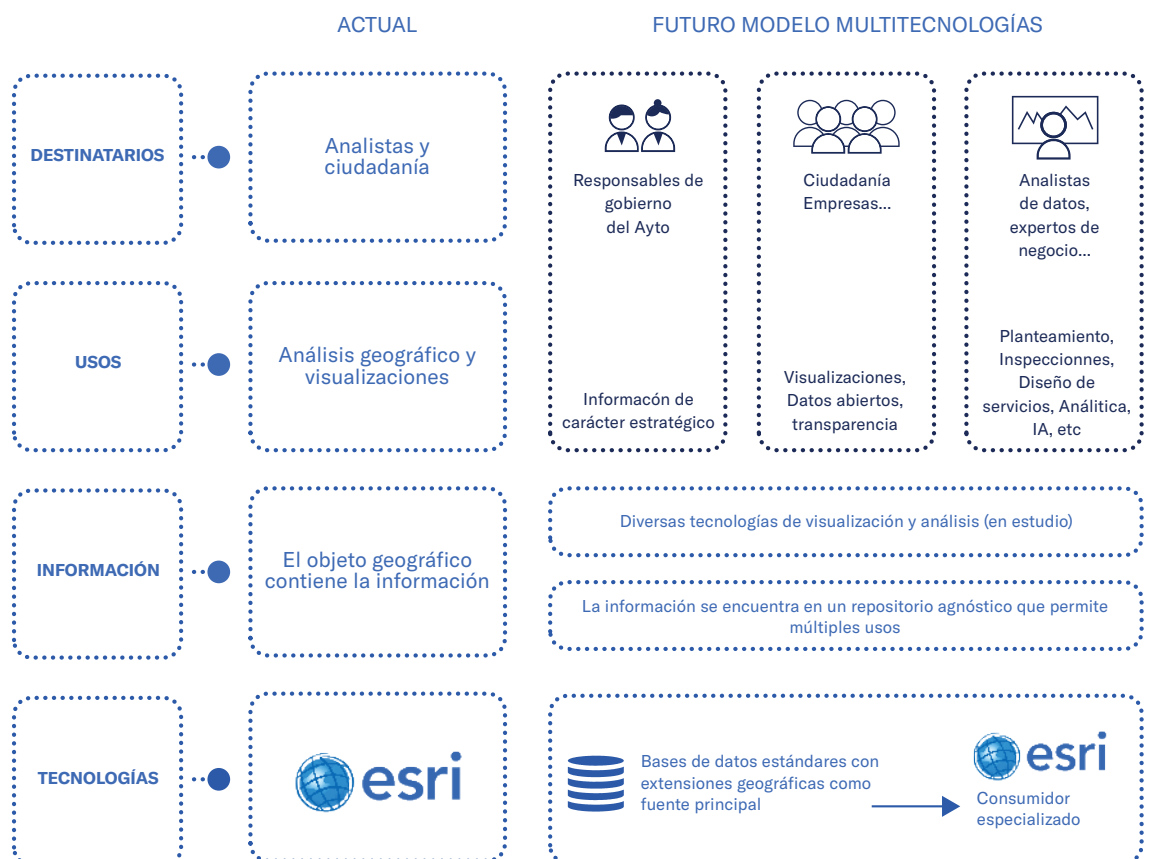 ACTUAL
FUTURO MODELO MULTITECNOLOGÍAS
DESTINATARIOS
Analistas y
ciudadanía
Responsables de
gobierno
del Ayto
Ciudadanía
Empresas...
Analistas
de datos,
expertos de
negocio...
USOS
Análisis geográfico y
visualizaciones
Informacón de
carácter estratégico
Visualizaciones,
Datos abiertos,
transparencia
Planteamiento,
Inspeccionnes,
Diseño de
servicios, Análitica,
IA, etc
INFORMACIÓN
El objeto geográfico
contiene la información
Diversas tecnologías de visualización y análisis (en estudio)
La información se encuentra en un repositorio agnóstico que permite
múltiples usos
TECNOLOGÍAS
esri
Bases de datos estándares con
extensiones geográficas como
fuente principal
esri
Consumidor
especializado